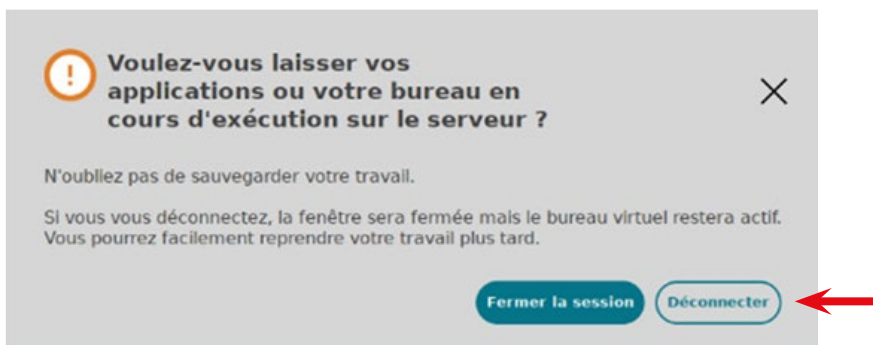 Voulez-vous laisser vos
applications ou votre bureau en
cours d'exécution sur le serveur ?
N'oubliez pas de sauvegarder votre travail.
Si vous vous déconnectez, la fenêtre sera fermée mais le bureau virtuel restera actif.
Vous pourrez facilement reprendre votre travail plus tard.
Fermer la session Déconnecter